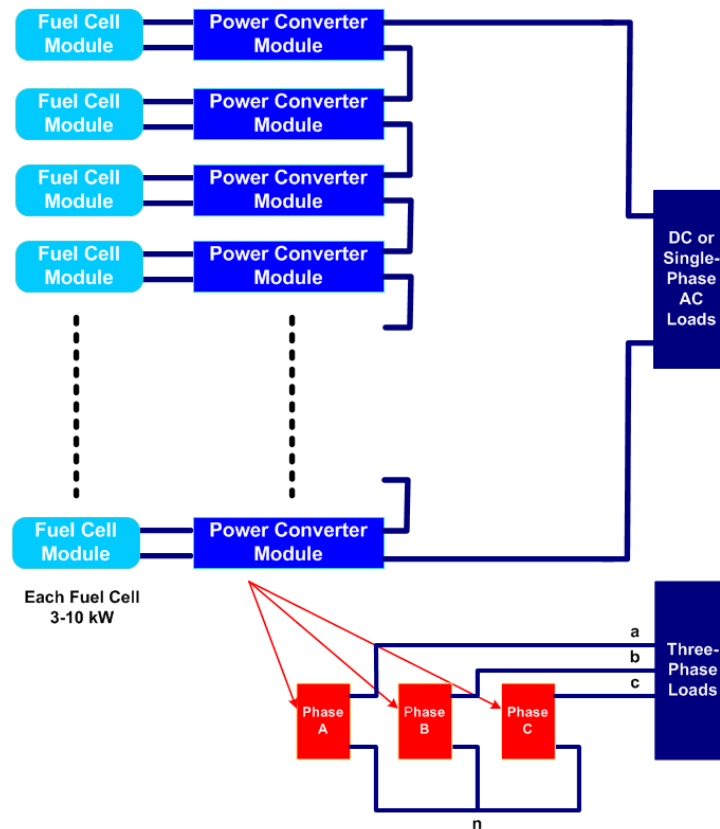 Fuel Cell
Module
Power Converter
Module
Fuel Cell
Module
Power Converter
Module
Fuel Cell
Module
Power Converter
Module
Fuel Cell
Module
Power Converter
Module
DC or
Single-
Phase
AC
Loads
Fuel Cell
Module
Power Converter
Module
Each Fuel Cell
3-10 kW
a
b
c
Three-
Phase
Loads
Phase
A
Phase
B
Phase
C
n